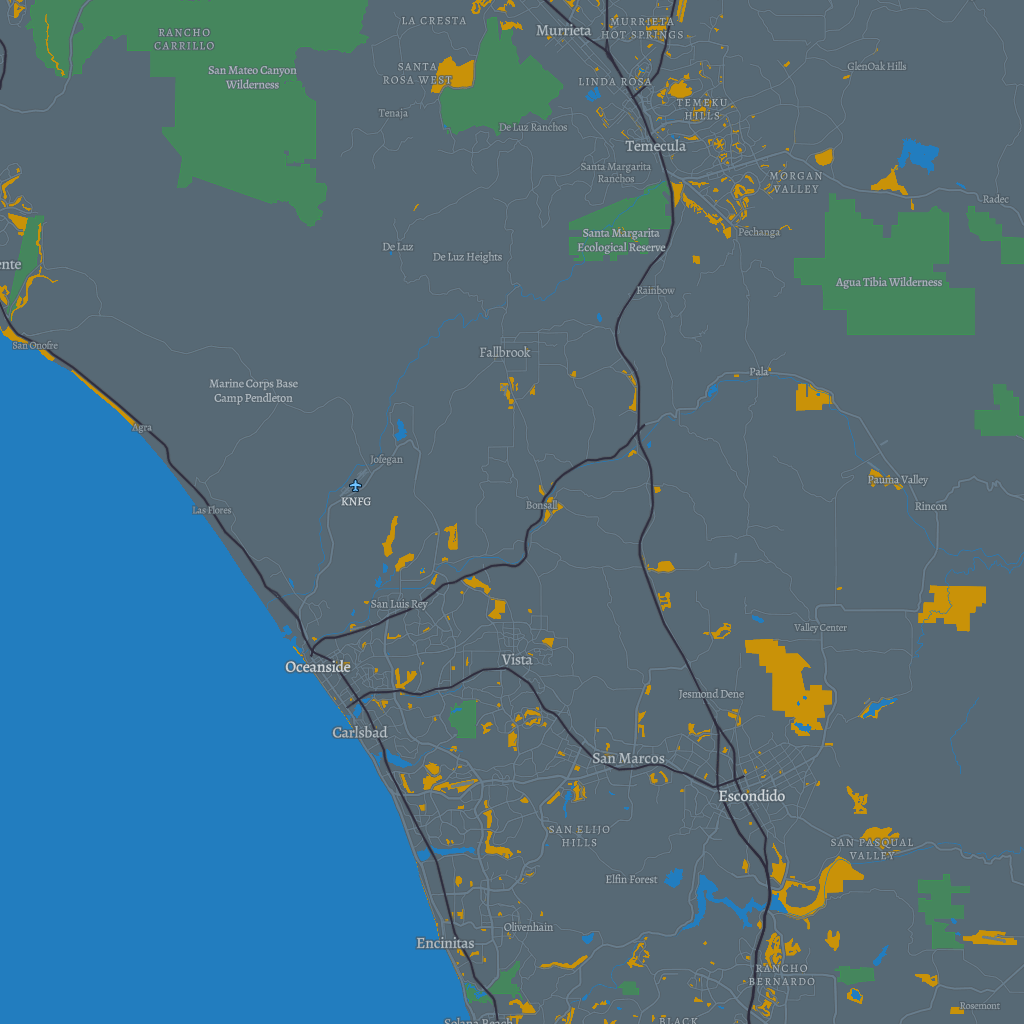 LA CRESTA
Murrieta
MURRIETA
HOT SPRINGS
RANCHO
CARRILLO
San Mateo Canyon
Wilderness
SANTA
ROSA WEST
GlenOak Hills
LINDA ROSA
TEMEKU
HILLS
Tenaja
De Luz Ranchos
Temecula
Santa Margarita
Ranchos
MORGAN
VALLEY
Radec
Santa Margarita
Ecological Reserve
Pechanga
De Luz
De Luz Heights
ente
Agua Tibia Wilderness
Rainbow
San Onofre
Fallbrook
Marine Corps Base
Camp Pendleton
Pala
Agra
Jofegan
KNFG
Pauma Valley
Las Flores
Bonsall
Rincon
San Luis Rey
Valley Center
Oceanside
Vista
Jesmond Dene
Carlsbad
San Marcos
Escondido
SAN ELIJO
HILLS
SAN PASQUAL
VALLEY
Elfin Forest
Olivenhain
Encinitas
RANCHO
BERNARDO
Rosemont
Solana Beach
BLACK